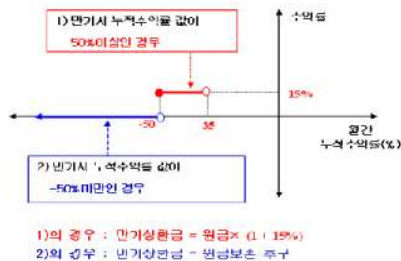 1) 만기시 누적수익률 값이
50%이상인 경우
수익률
15%
-50
35
월간
누적수익률(%)
2) 만기시 누적수익률 값이
-50%미만인 경우
1)의 경우 : 만기상환금 = 원금× (1 + 15%)
2)의 경우 : 만기상환금 = 원금보존 추구